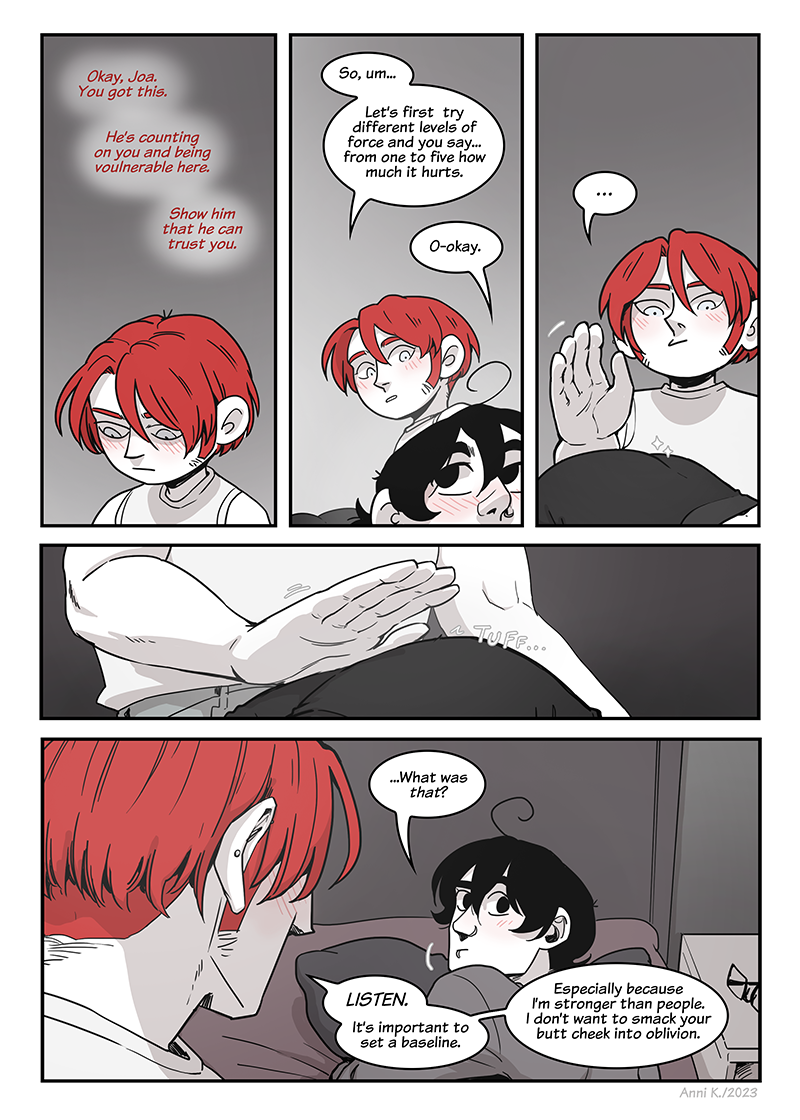 Okay, Joa.
You got this.
He's counting
on you and being
voulnerable here.
Show him
that he can
trust you.
So, um...
Let's first try
different levels of
force and you say...
from one to five how
much it hurts.
O-okay.
...
TUFF...
...What was
that?
LISTEN.
It's important to
set a baseline.
Especially because
I'm stronger than people.
I don't want to smack your
butt cheek into oblivion.
Anni K./2023